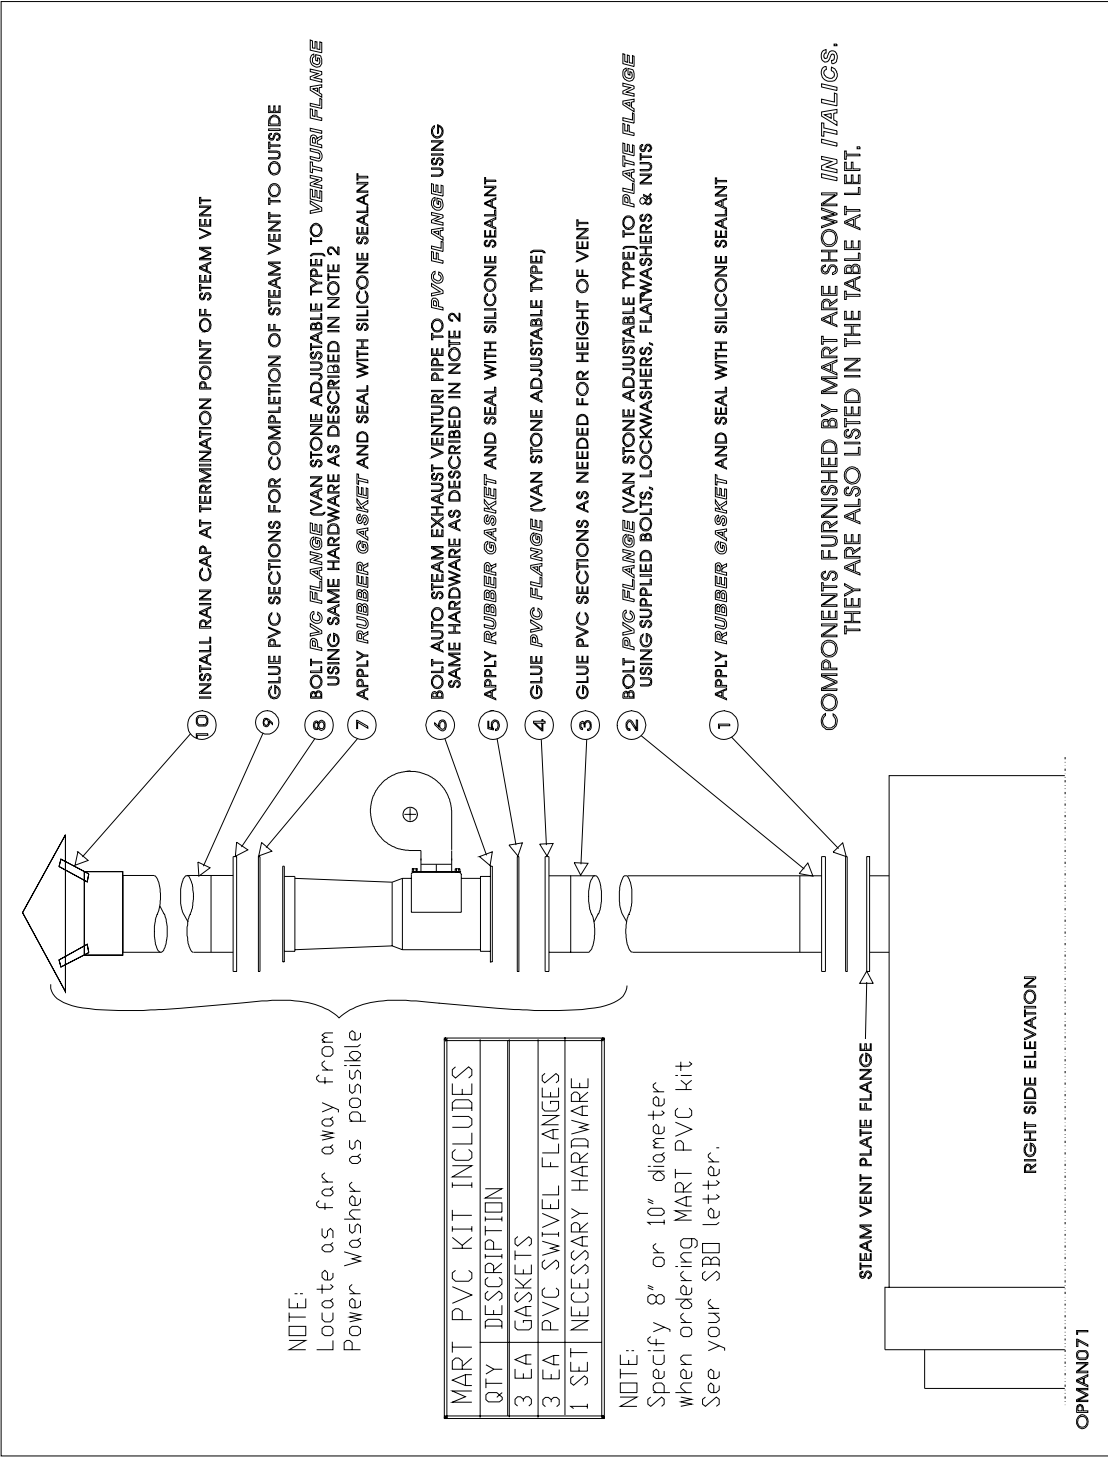 NOTE:
Locate as far away from
Power Washer as possible
MART PVC KIT INCLUDES
QTY DESCRIPTION
3 EA GASKETS
3 EA PVC SWIVEL FLANGES
1 SET NECESSARY HARDWARE
NOTE:
Specify 8" or 10" diameter
when ordering MART PVC kit
See your SBO letter.
10 INSTALL RAIN CAP AT TERMINATION POINT OF STEAM VENT
9 GLUE PVC SECTIONS FOR COMPLETION OF STEAM VENT TO OUTSIDE
8 BOLT PVC FLANGE (VAN STONE ADJUSTABLE TYPE) TO VENTURI FLANGE
USING SAME HARDWARE AS DESCRIBED IN NOTE 2
7 APPLY RUBBER GASKET AND SEAL WITH SILICONE SEALANT
6 BOLT AUTO STEAM EXHAUST VENTURI PIPE TO PVC FLANGE USING
SAME HARDWARE AS DESCRIBED IN NOTE 2
5 APPLY RUBBER GASKET AND SEAL WITH SILICONE SEALANT
4 GLUE PVC FLANGE (VAN STONE ADJUSTABLE TYPE)
3 GLUE PVC SECTIONS AS NEEDED FOR HEIGHT OF VENT
2 BOLT PVC FLANGE (VAN STONE ADJUSTABLE TYPE) TO PLATE FLANGE
USING SUPPLIED BOLTS, LOCKWASHERS, FLATWASHERS & NUTS
1 APPLY RUBBER GASKET AND SEAL WITH SILICONE SEALANT
COMPONENTS FURNISHED BY MART ARE SHOWN IN ITALICS.
THEY ARE ALSO LISTED IN THE TABLE AT LEFT.
STEAM VENT PLATE FLANGE
RIGHT SIDE ELEVATION
OPMAN071